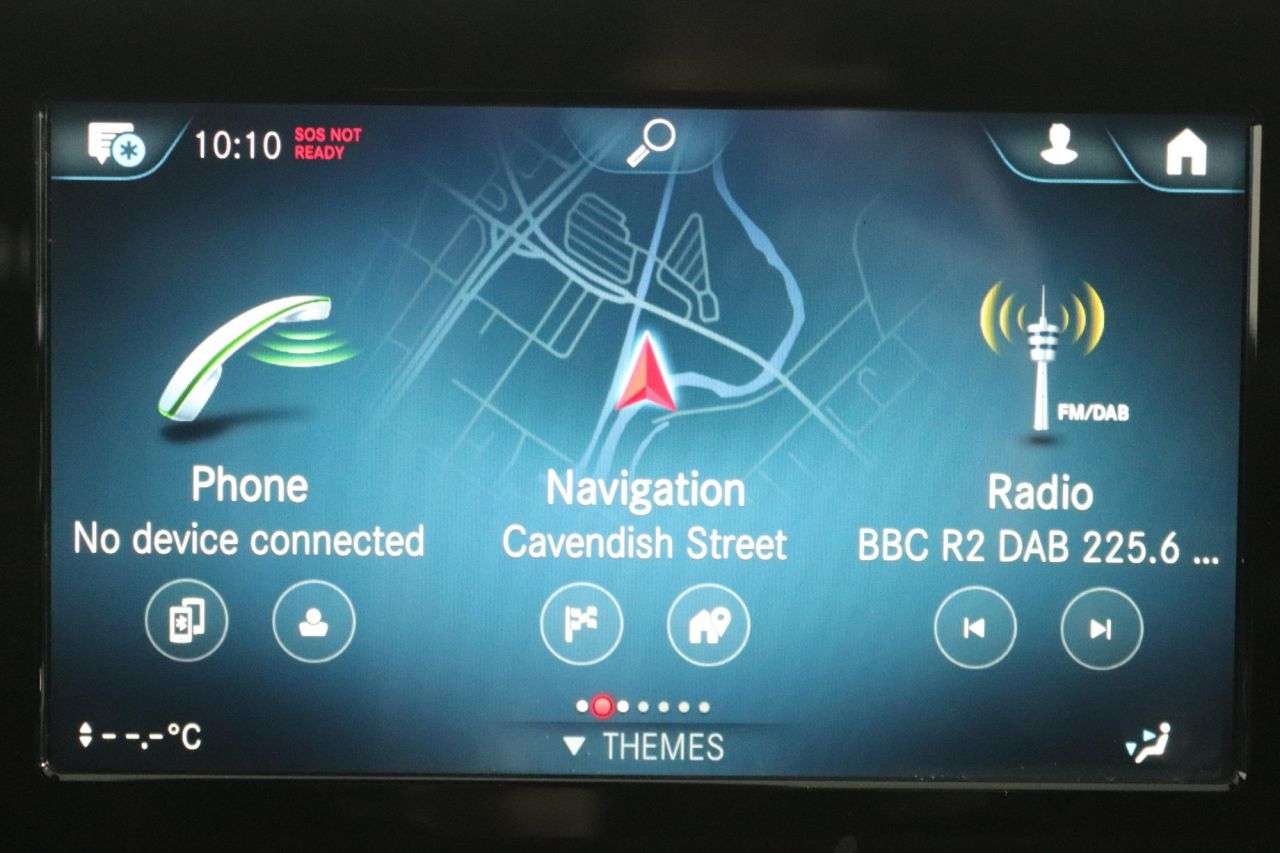 10:10
SOS NOT
READY
FM/DAB
Phone
Navigation
Radio
No device connected
Cavendish Street
BBC R2 DAB 225.6 ...
--.-°C
THEMES